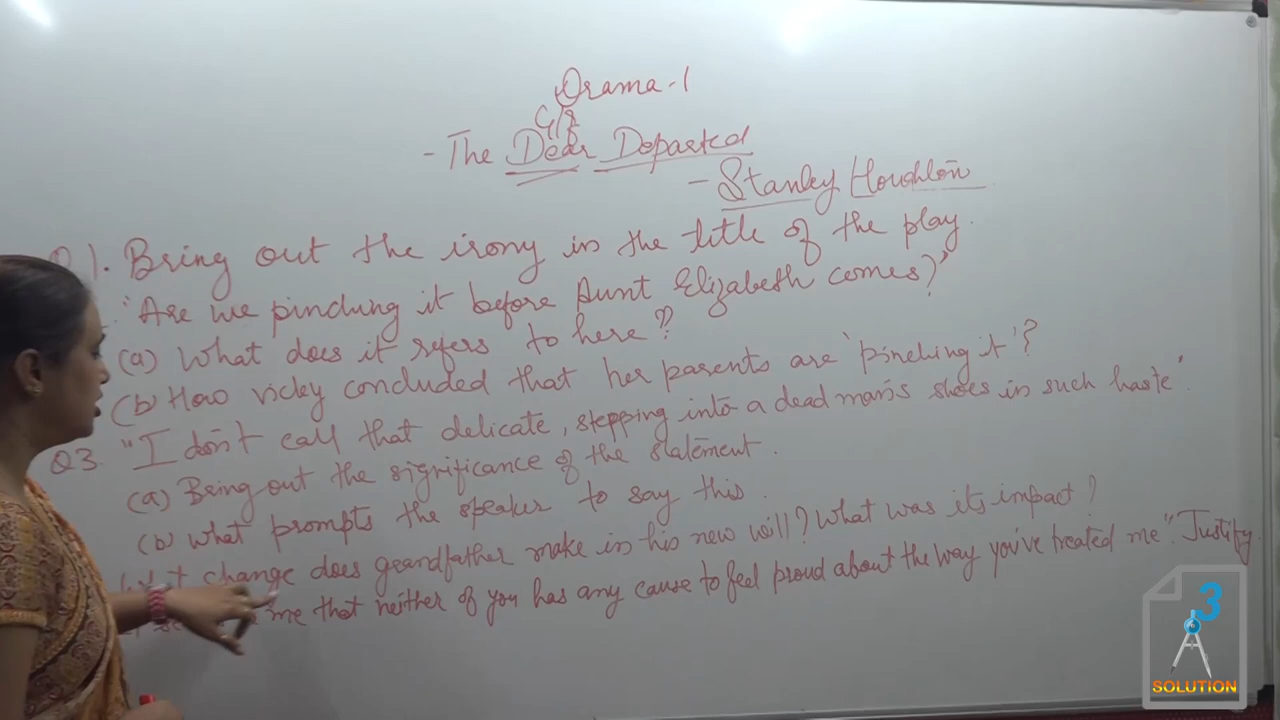 Drama-1
G/f
- The Dear Departed
- Stanley Houghton
Q1. Bring out the irony in the title of the play.
"Are we pinching it before Aunt Elizabeth comes?"
(a) What does it refers to here?
(b) How vicky concluded that her parents are 'pinching it'?
Q3. "I don't call that delicate, stepping into a dead man's shoes in such haste".
(a) Bring out the significance of the statement.
(b) What prompts the speaker to say this.
change does grandfather make in his new will? What was its impact?
me that neither of you has any cause to feel proud about the way you've treated me". Justify.
3
SOLUTION